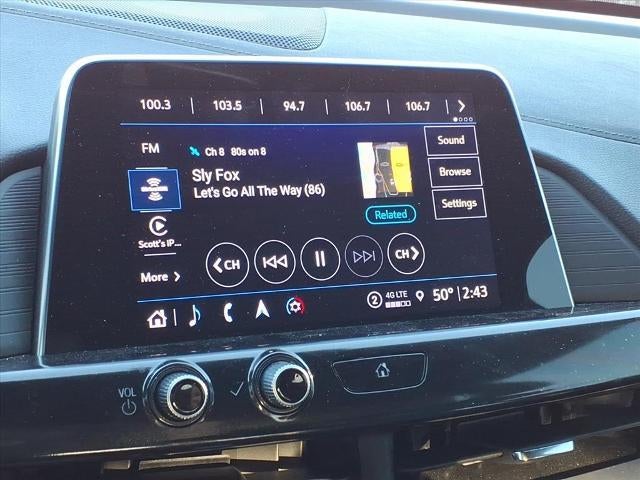 100.3 | 103.5 | 94.7 | 106.7 | 106.7
FM
Ch 8 80s on 8
Sly Fox
Let's Go All The Way (86)
Related
Sound
Browse
Settings
Scott's iP...
More
CH
CH
2 4G LTE 50° | 2:43
VOL